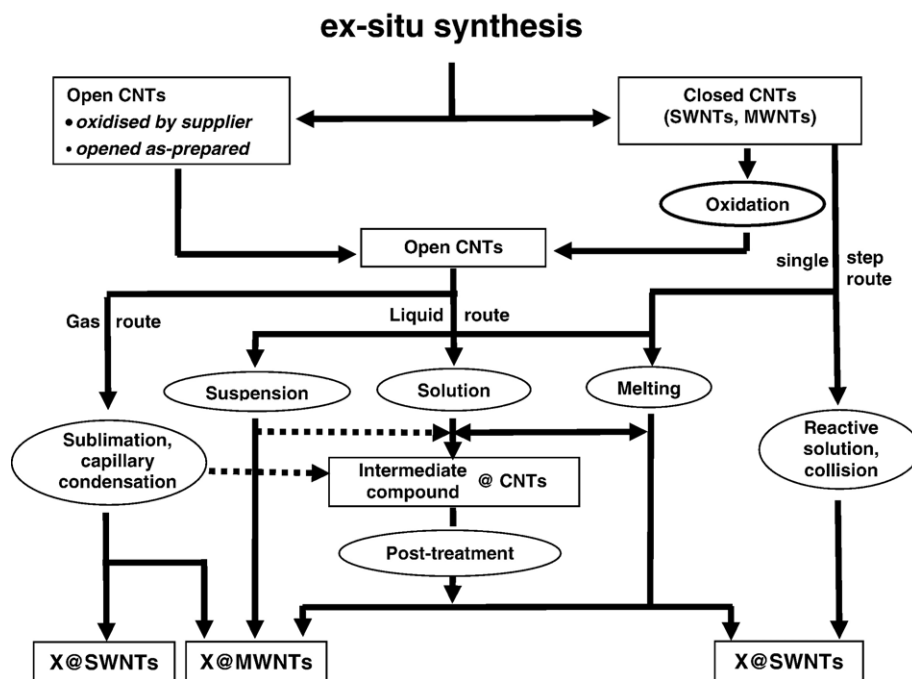 ex-situ synthesis
Open CNTs
• oxidised by supplier
• opened as-prepared
Closed CNTs
(SWNTs, MWNTs)
Oxidation
Open CNTs
single step
route
Gas route
Liquid route
Suspension
Solution
Melting
Sublimation,
capillary
condensation
Reactive
solution,
collision
Intermediate
compound @ CNTs
Post-treatment
X@SWNTs
X@MWNTs
X@SWNTs